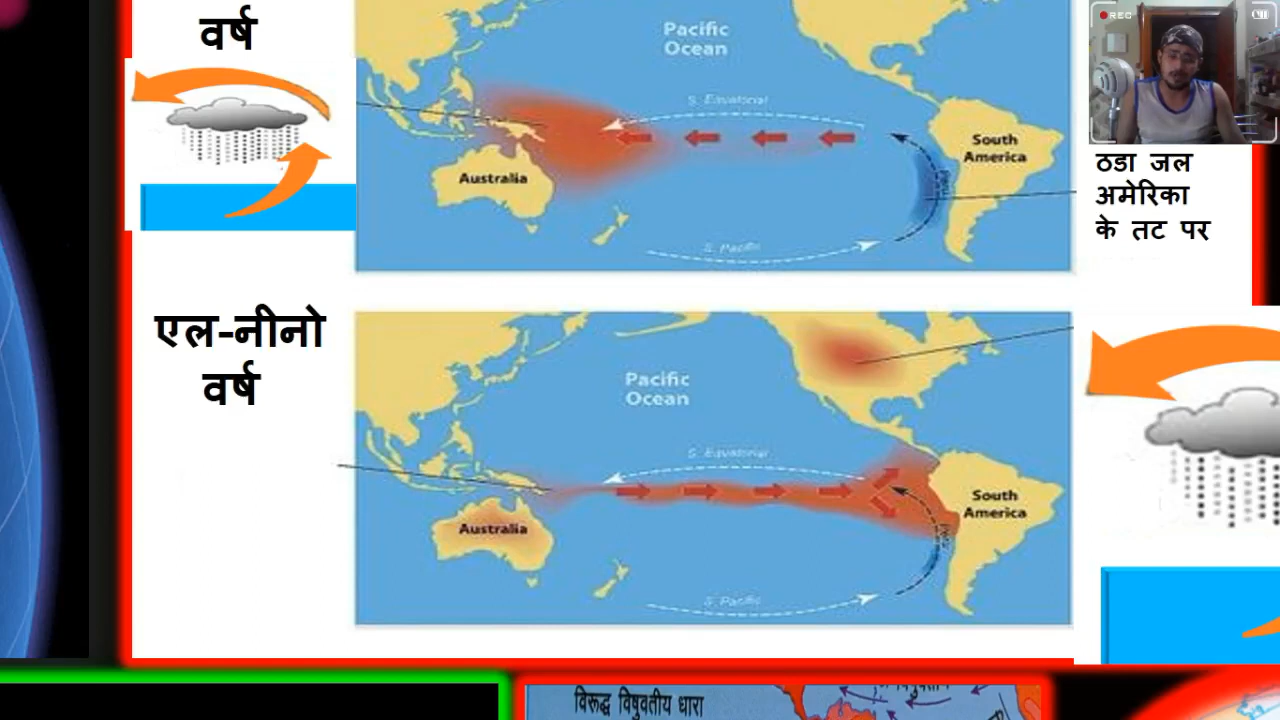 वर्ष
Pacific
Ocean
S. Equatorial
South
America
Australia
S. Pacific
REC
ठंडा जल
अमेरिका
के तट पर
एल-नीनो
वर्ष
Pacific
Ocean
S. Equatorial
South
America
Australia
S. Pacific
विरूद्ध विषुवतीय धारा